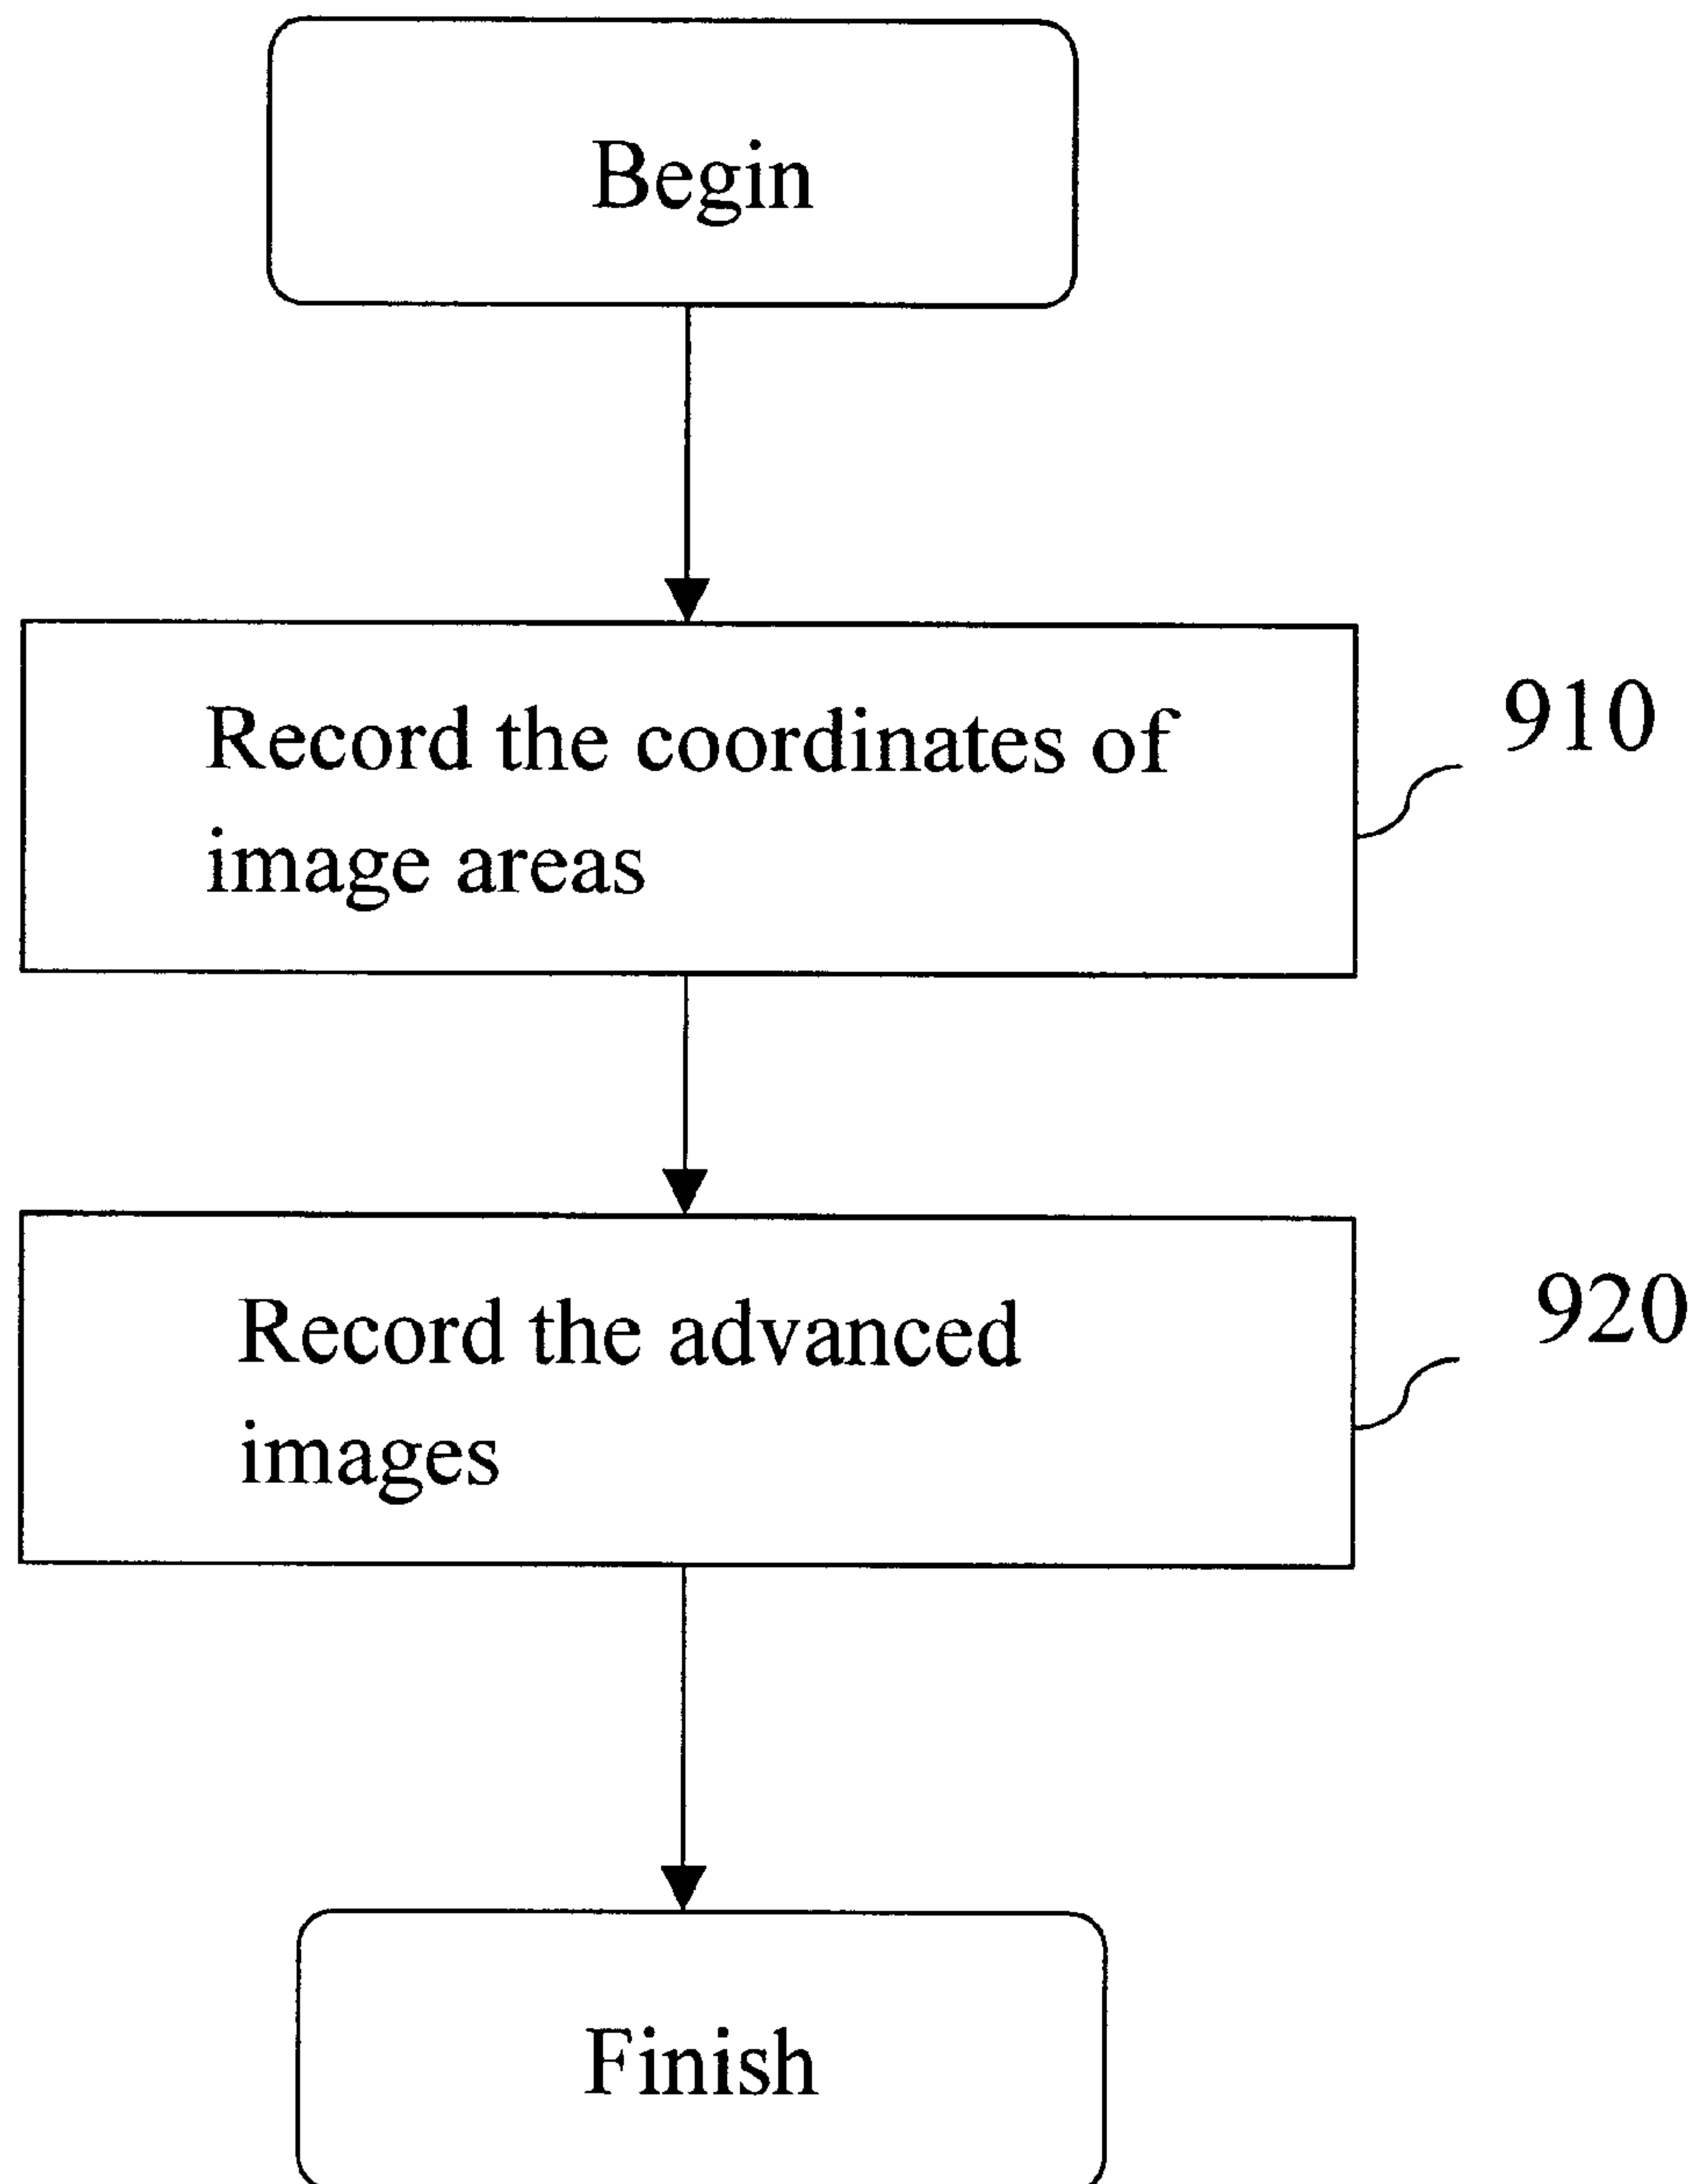 Begin
Record the coordinates of
image areas
910
Record the advanced
images
920
Finish